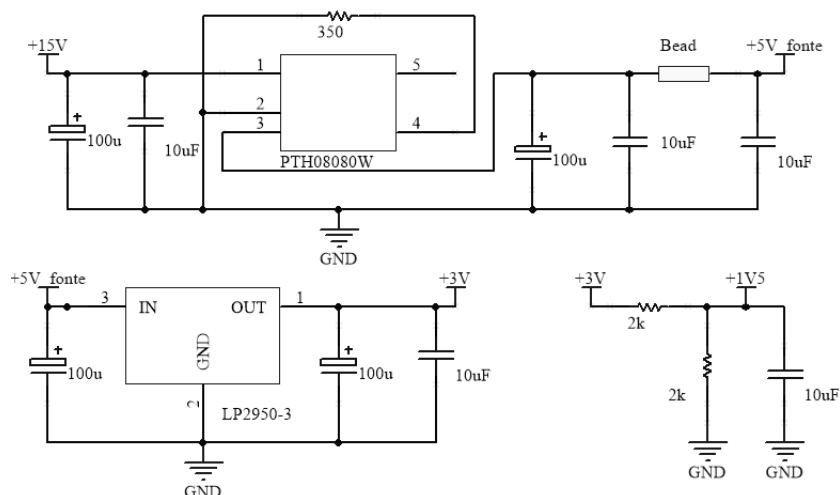 350
+15V
Bead
+5V_fonte
1
5
2
3
4
+
100u
10uF
PTH08080W
+
100u
10uF
10uF
GND
+5V_fonte
3
IN
OUT
1
+3V
GND
+
100u
2
LP2950-3
+
100u
10uF
GND
+3V
+1V5
2k
2k
10uF
GND
GND